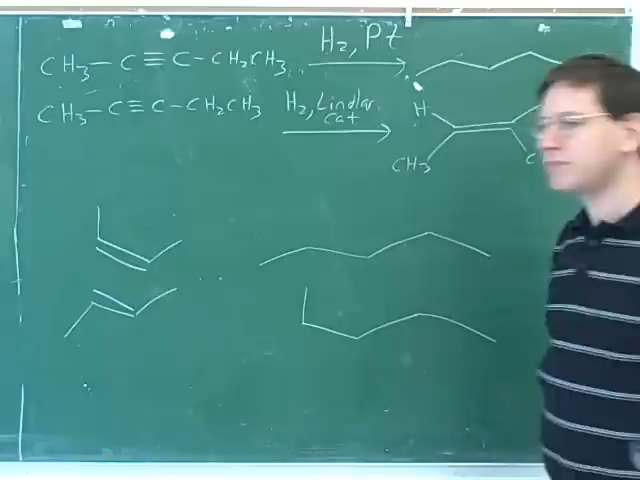 CH₃—C≡C-CH₂CH₃ H₂, Pt
CH₃—C≡C-CH₂CH₃ H₂, Lindlar cat
H
CH₃ C